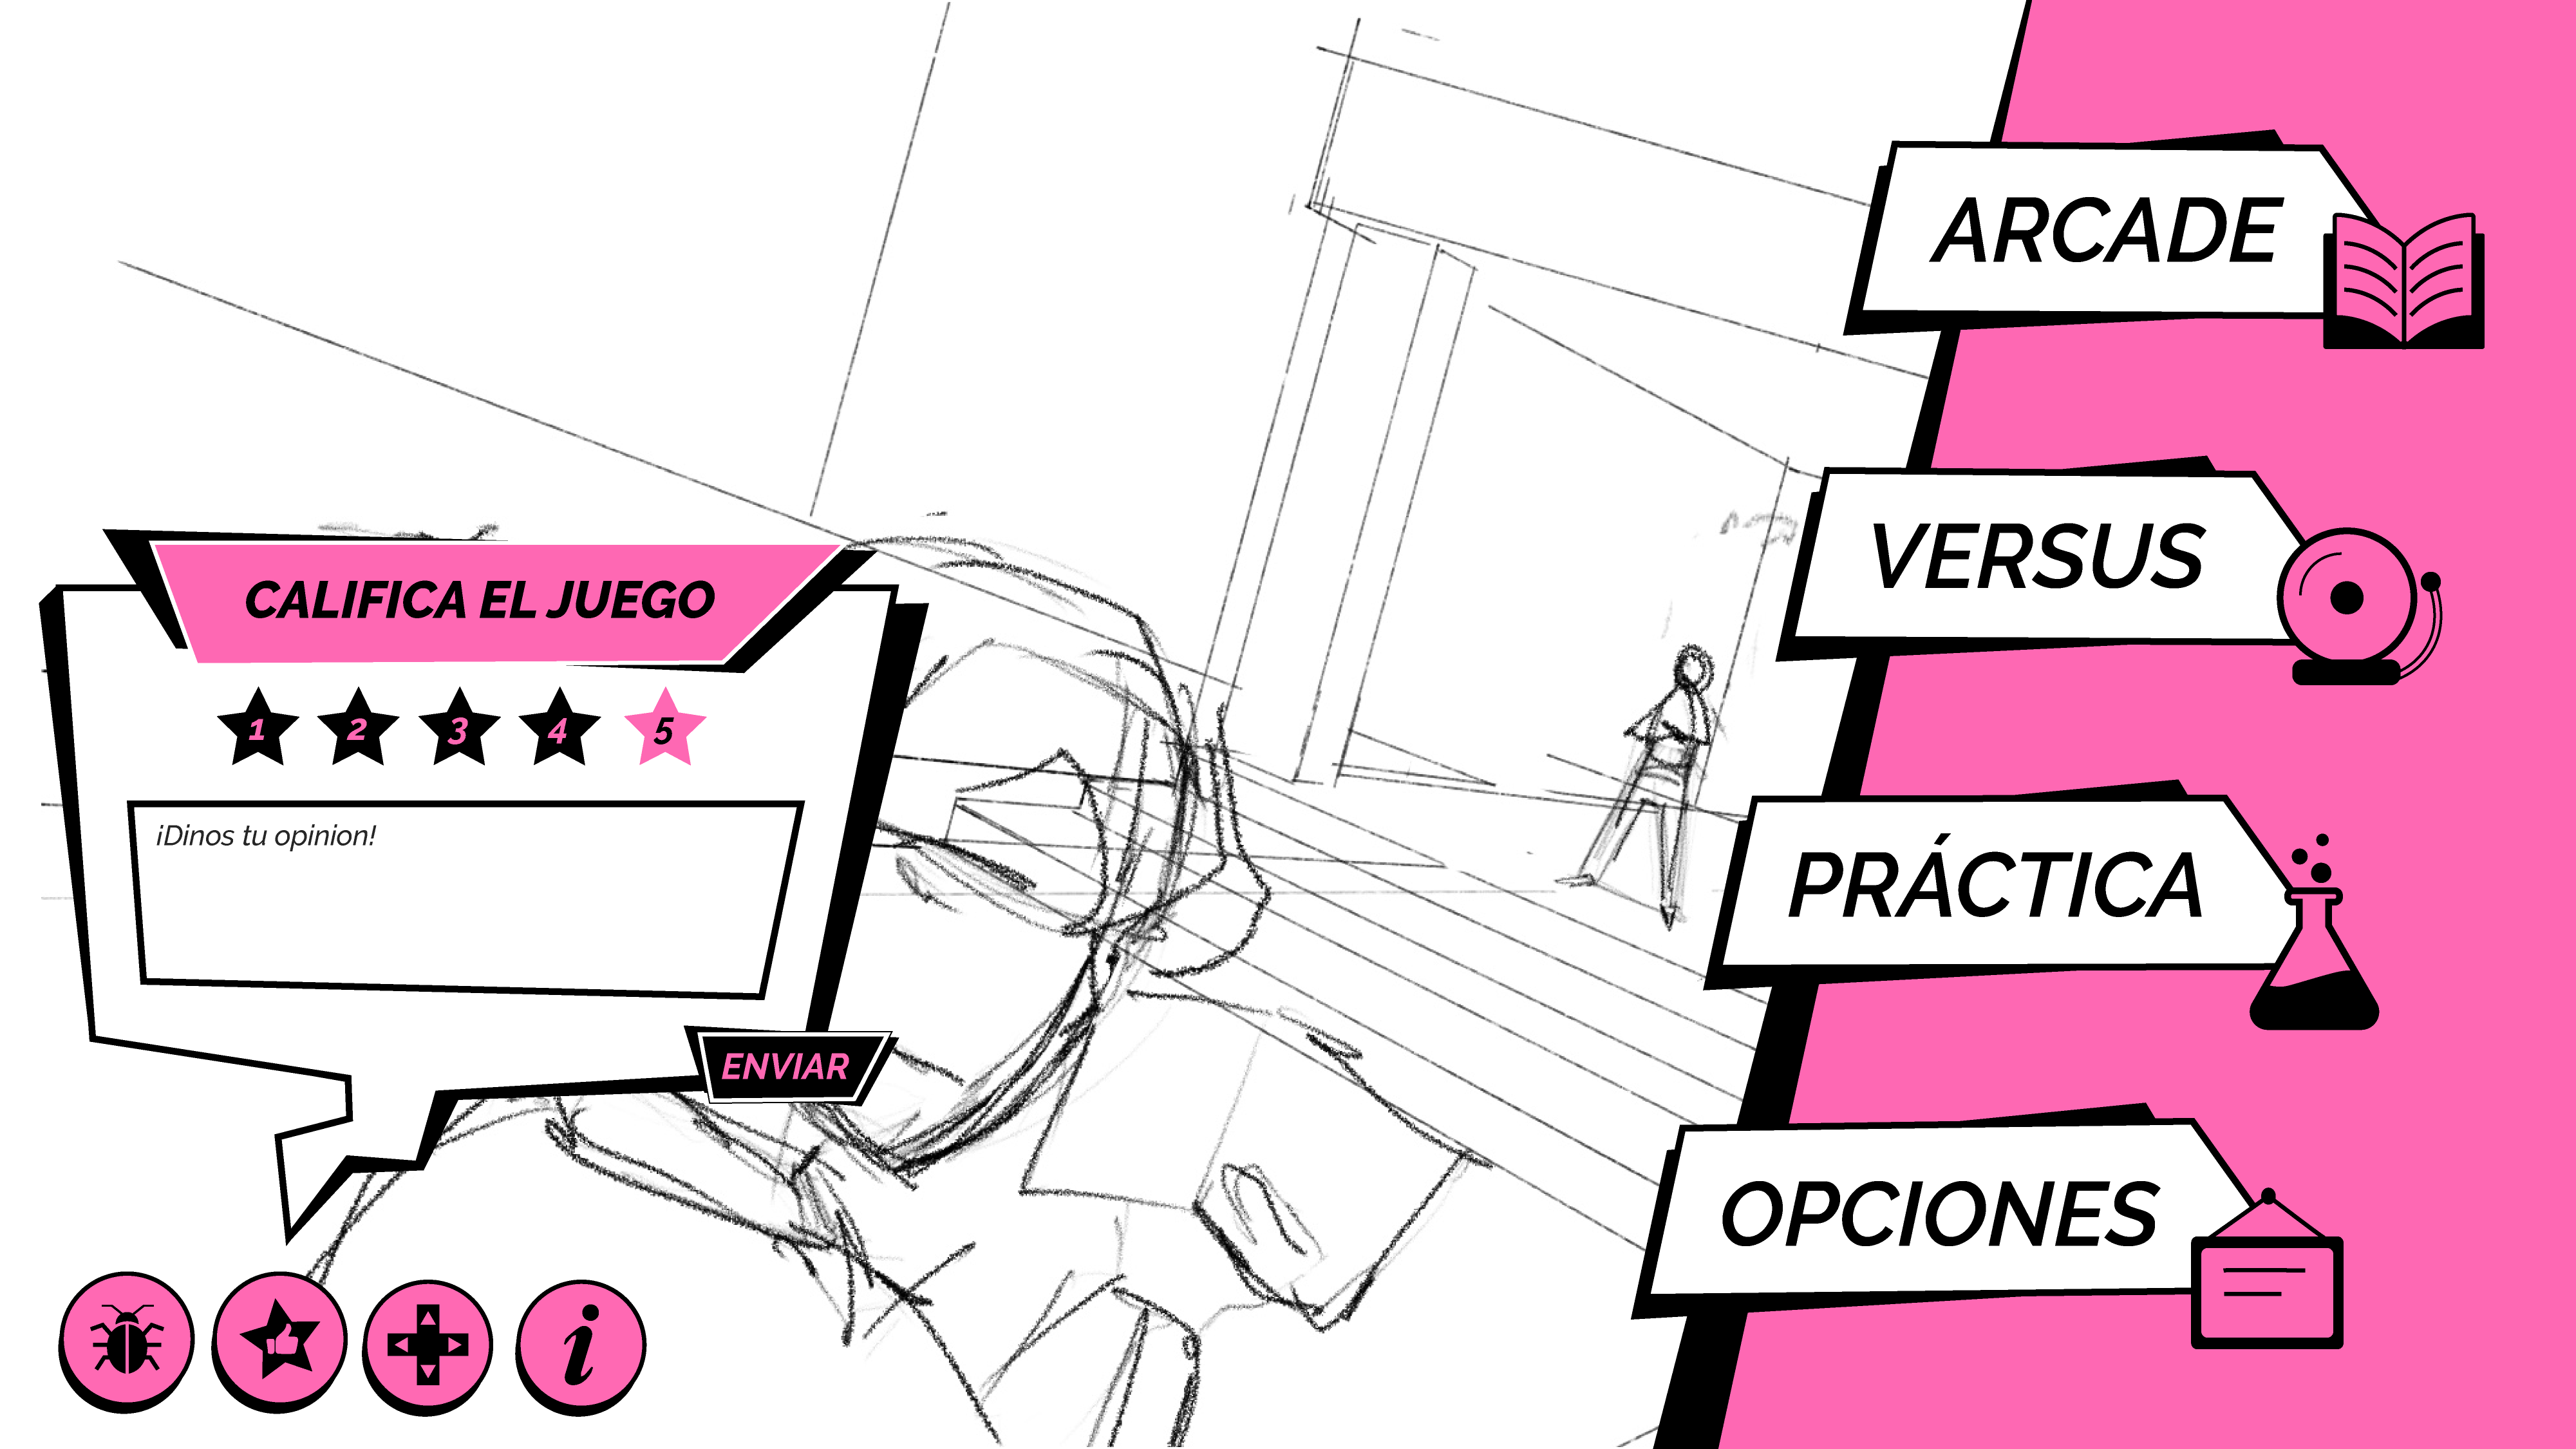 ARCADE
VERSUS
PRÁCTICA
OPCIONES
CALIFICA EL JUEGO
1 2 3 4 5
¡Dinos tu opinion!
ENVIAR
i